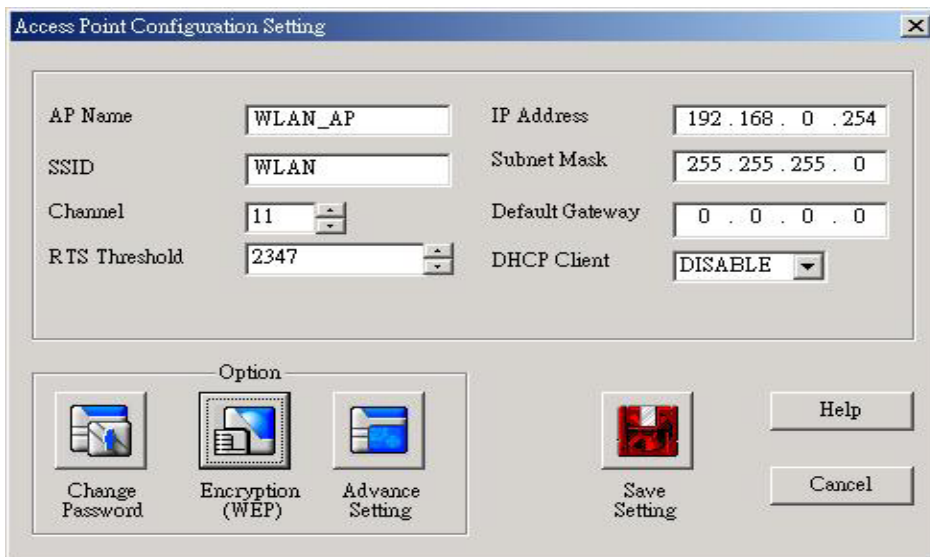 Access Point Configuration Setting
AP Name WLAN_AP
SSID WLAN
Channel 11
RTS Threshold 2347
IP Address 192 . 168 . 0 . 254
Subnet Mask 255 . 255 . 255 . 0
Default Gateway 0 . 0 . 0 . 0
DHCP Client DISABLE
Option
Change
Password
Encryption
(WEP)
Advance
Setting
Save
Setting
Help
Cancel